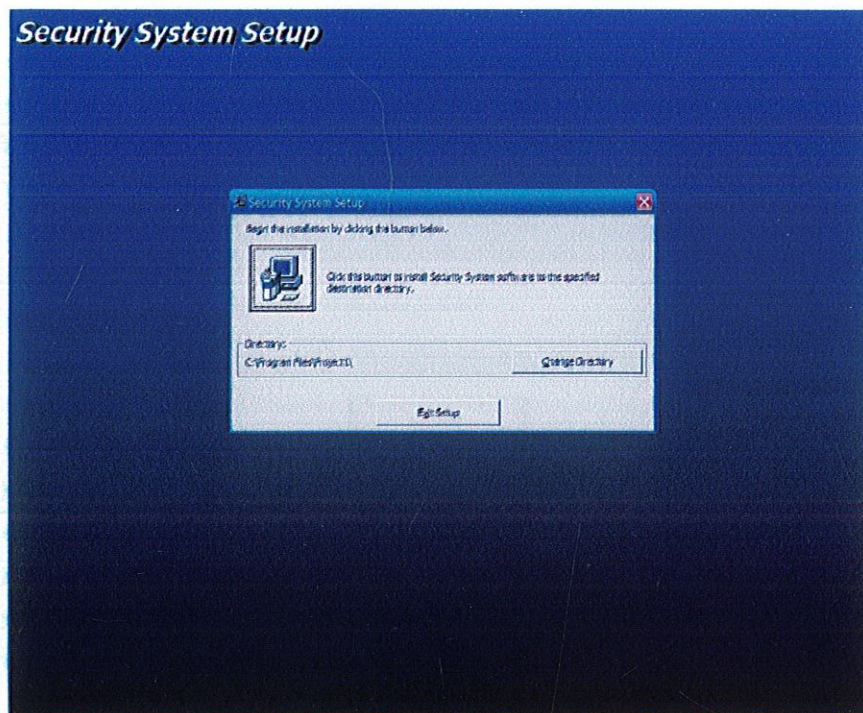 Security System Setup
Security System Setup
Begin the installation by clicking the button below.
Click this button to install Security System software to the specified
destination directory.
Directory:
C:\Program Files\Project1\
Change Directory
Exit Setup